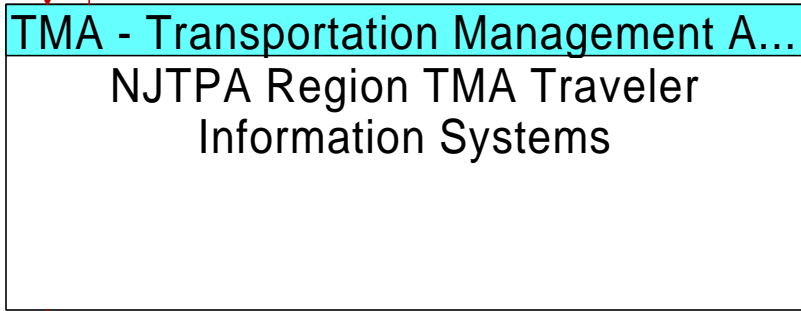 TMA - Transportation Management A...
NJTPA Region TMA Traveler
Information Systems